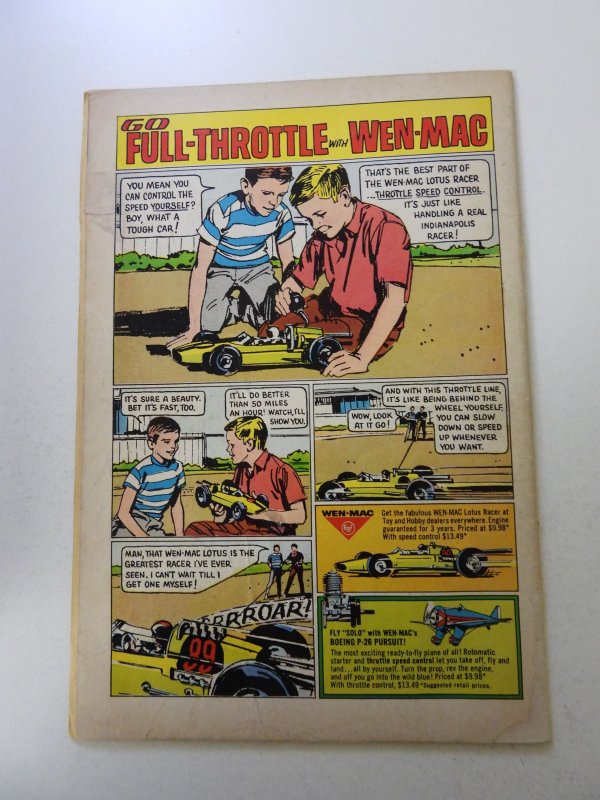 GO
FULL-THROTTLE WITH WEN-MAC
YOU MEAN YOU
CAN CONTROL THE
SPEED YOURSELF?
BOY, WHAT A
TOUGH CAR!
THAT'S THE BEST PART OF
THE WEN-MAC LOTUS RACER
...THROTTLE SPEED CONTROL.
IT'S JUST LIKE
HANDLING A REAL
INDIANAPOLIS
RACER!
IT'S SURE A BEAUTY.
BET IT'S FAST, TOO.
IT'LL DO BETTER
THAN 50 MILES
AN HOUR! WATCH, I'LL
SHOW YOU.
WOW, LOOK
AT IT GO!
AND WITH THIS THROTTLE LINE,
IT'S LIKE BEING BEHIND THE
WHEEL YOURSELF.
YOU CAN SLOW
DOWN OR SPEED
UP WHENEVER
YOU WANT.
MAN, THAT WEN-MAC LOTUS IS THE
GREATEST RACER I'VE EVER
SEEN. I CAN'T WAIT TILL I
GET ONE MYSELF!
RRRROAR!
99
WEN-MAC
Get the fabulous WEN-MAC Lotus Racer at
Toy and Hobby dealers everywhere. Engine
guaranteed for 3 years. Priced at $9.98*
With speed control $13.49*
FLY "SOLO" with WEN-MAC's
BOEING P-26 PURSUIT!
The most exciting ready-to-fly plane of all! Rotomatic
starter and throttle speed control let you take off, fly and
land...all by yourself. Turn the prop, rev the engine,
and off you go into the wild blue! Priced at $9.98*
With throttle control, $13.49 *Suggested retail prices.